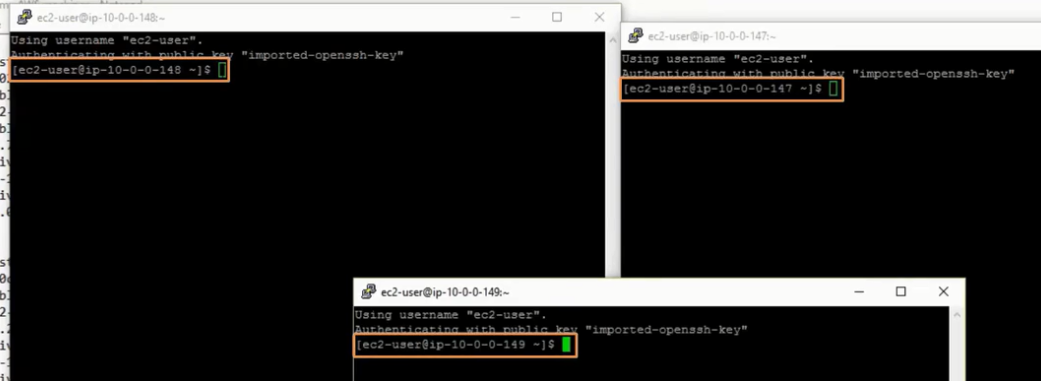 ec2-user@ip-10-0-0-148:~
Using username "ec2-user".
Authenticating with public key "imported-openssh-key"
[ec2-user@ip-10-0-0-148 ~]$
ec2-user@ip-10-0-0-147:~
Using username "ec2-user".
Authenticating with public key "imported-openssh-key"
[ec2-user@ip-10-0-0-147 ~]$
ec2-user@ip-10-0-0-149:~
Using username "ec2-user".
Authenticating with public key "imported-openssh-key"
[ec2-user@ip-10-0-0-149 ~]$